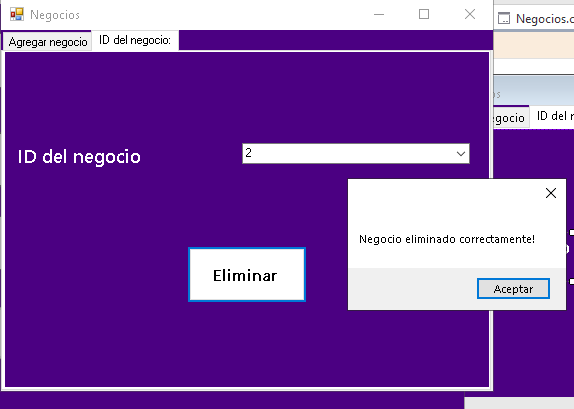 Negocios
Negocios.c
Agregar negocio
ID del negocio:
os
egocio
ID del n
ID del negocio
2
Negocio eliminado correctamente!
Eliminar
Aceptar